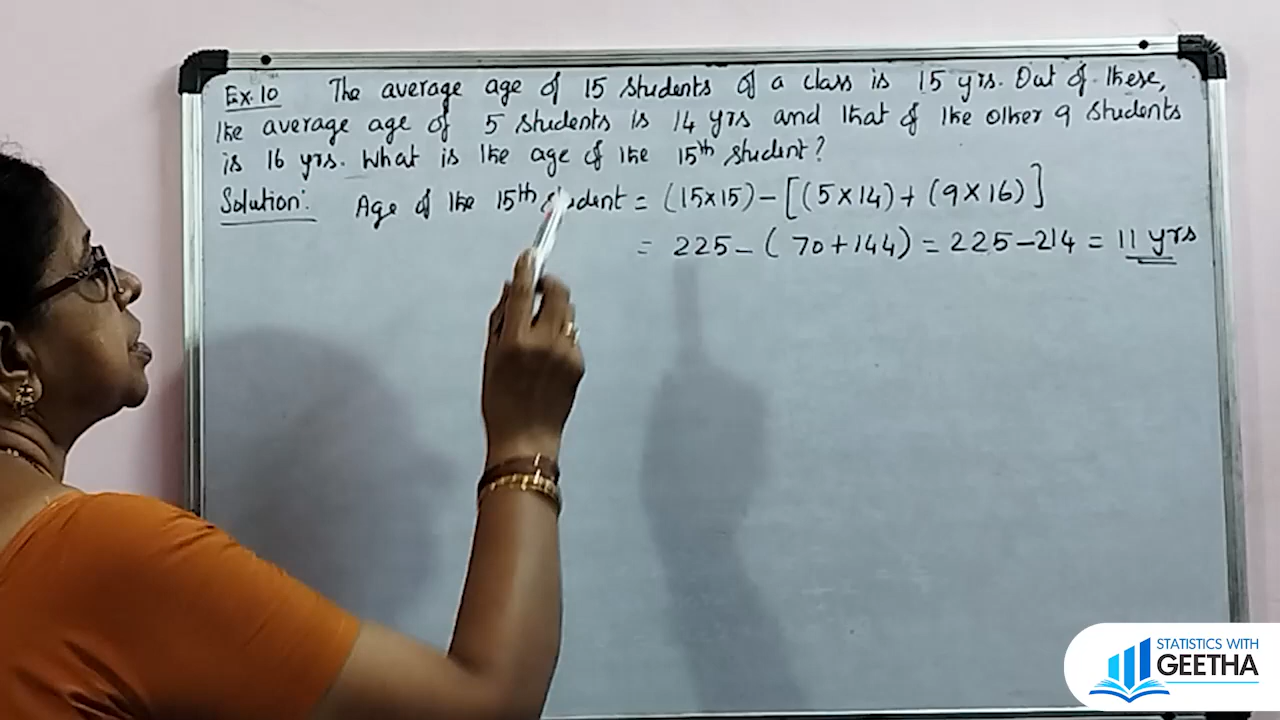 Ex. 10 The average age of 15 students of a class is 15 yrs. Out of these,
the average age of 5 students is 14 yrs and that of the other 9 students
is 16 yrs. What is the age of the 15th student?
Solution: Age of the 15th student = (15×15) - [(5×14) + (9×16)]
= 225 - (70+144) = 225-214 = 11 yrs
STATISTICS WITH
GEETHA